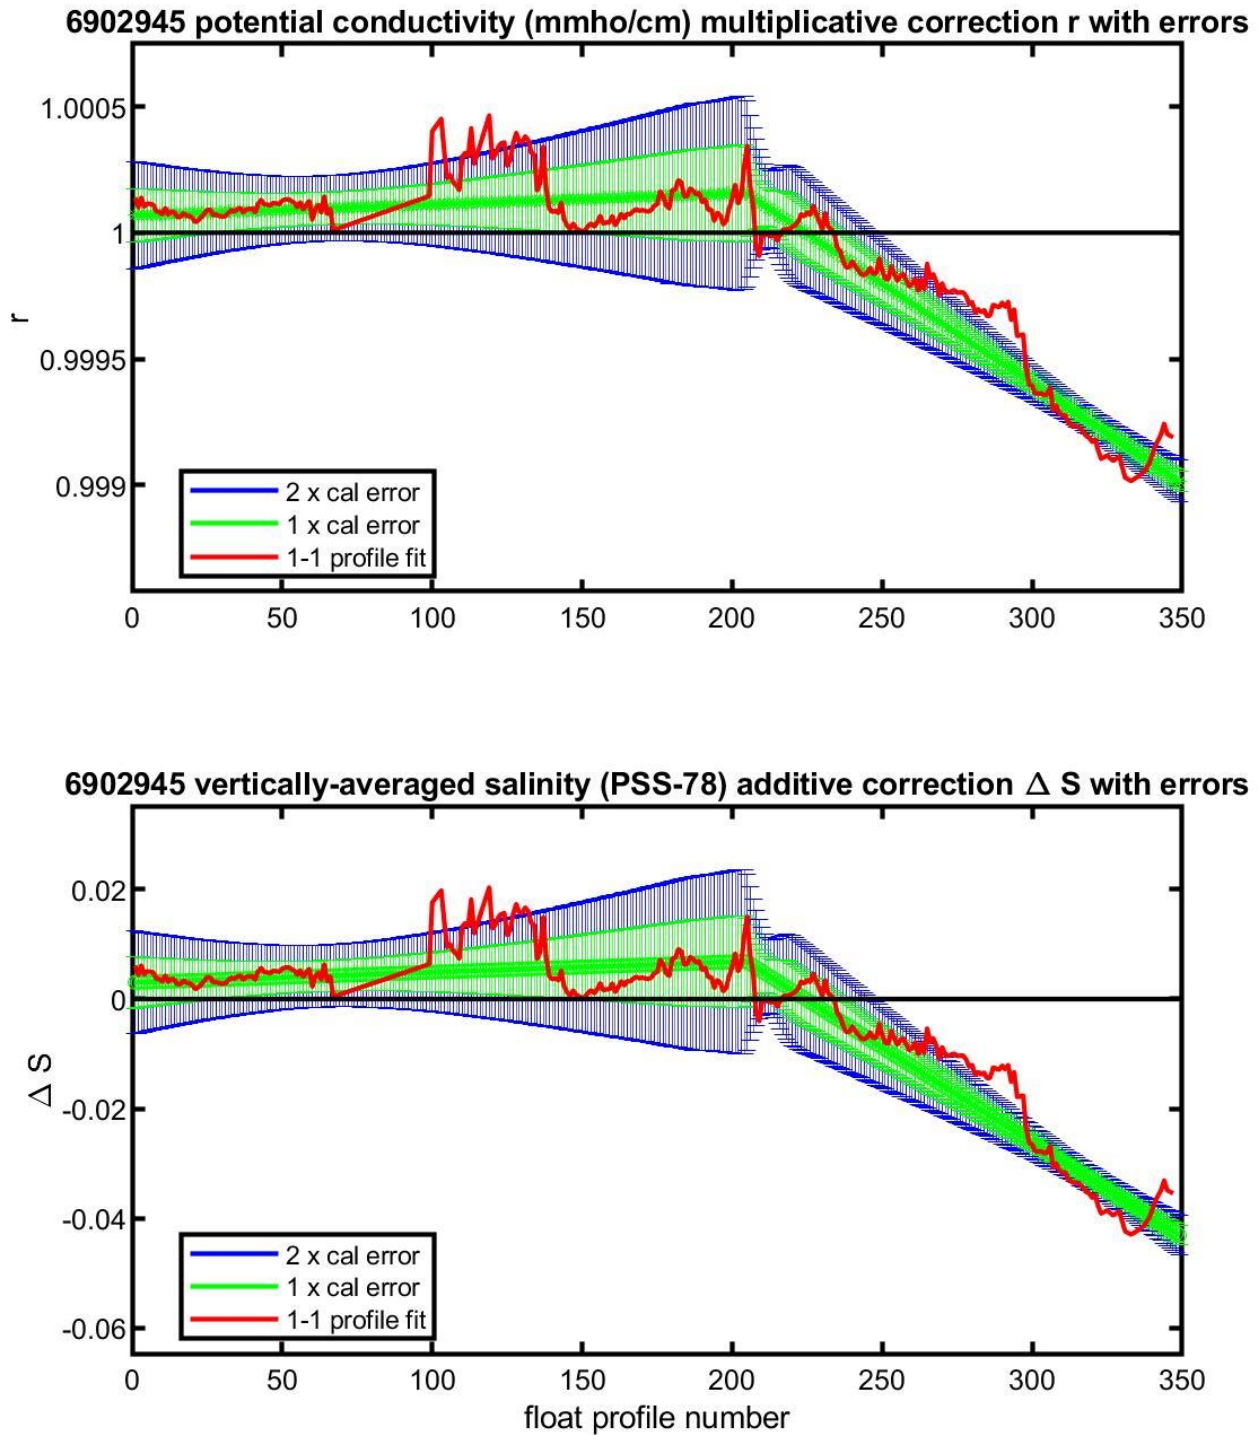 6902945 potential conductivity (mmho/cm) multiplicative correction r with errors
1.0005
1
0.9995
0.999
r
2 x cal error
1 x cal error
1-1 profile fit
0 50 100 150 200 250 300 350
6902945 vertically-averaged salinity (PSS-78) additive correction Δ S with errors
0.02
0
-0.02
-0.04
-0.06
Δ S
2 x cal error
1 x cal error
1-1 profile fit
0 50 100 150 200 250 300 350
float profile number